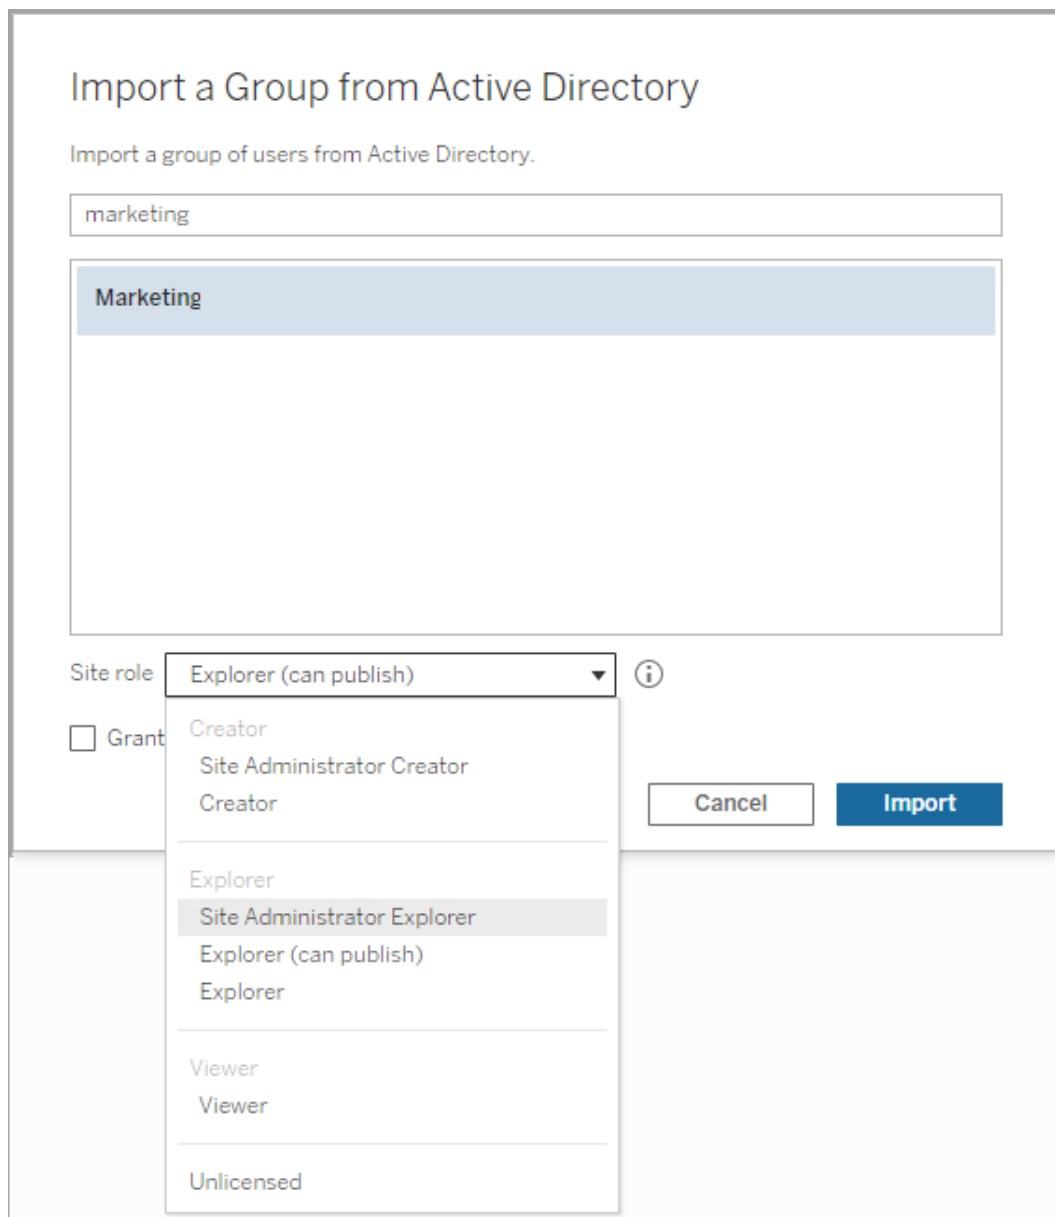 Import a Group from Active Directory
Import a group of users from Active Directory.
marketing
Marketing
Site role
Explorer (can publish)
Grant
Creator
Site Administrator Creator
Creator
Cancel
Import
Explorer
Site Administrator Explorer
Explorer (can publish)
Explorer
Viewer
Viewer
Unlicensed